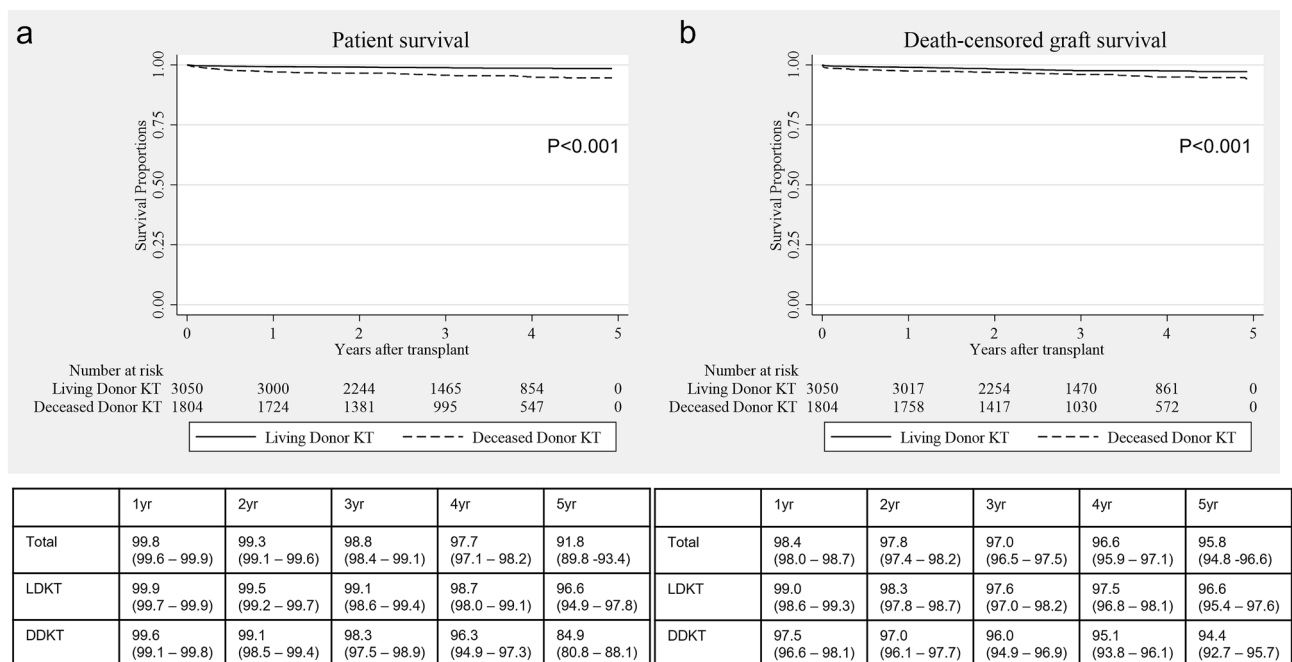 a
Patient survival
1.00
0.75
0.50
0.25
0.00
Survival Proportions
P<0.001
0 1 2 3 4 5
Years after transplant
Number at risk
Living Donor KT 3050 3000 2244 1465 854 0
Deceased Donor KT 1804 1724 1381 995 547 0
Living Donor KT Deceased Donor KT
b
Death-censored graft survival
1.00
0.75
0.50
0.25
0.00
Survival Proportions
P<0.001
0 1 2 3 4 5
Years after transplant
Number at risk
Living Donor KT 3050 3017 2254 1470 861 0
Deceased Donor KT 1804 1758 1417 1030 572 0
Living Donor KT Deceased Donor KT
1yr 2yr 3yr 4yr 5yr
Total 99.8 99.3 98.8 97.7 91.8
(99.6 – 99.9) (99.1 – 99.6) (98.4 – 99.1) (97.1 – 98.2) (89.8 -93.4)
LDKT 99.9 99.5 99.1 98.7 96.6
(99.7 – 99.9) (99.2 – 99.7) (98.6 – 99.4) (98.0 – 99.1) (94.9 – 97.8)
DDKT 99.6 99.1 98.3 96.3 84.9
(99.1 – 99.8) (98.5 – 99.4) (97.5 – 98.9) (94.9 – 97.3) (80.8 – 88.1)
1yr 2yr 3yr 4yr 5yr
Total 98.4 97.8 97.0 96.6 95.8
(98.0 – 98.7) (97.4 – 98.2) (96.5 – 97.5) (95.9 – 97.1) (94.8 -96.6)
LDKT 99.0 98.3 97.6 97.5 96.6
(98.6 – 99.3) (97.8 – 98.7) (97.0 – 98.2) (96.8 – 98.1) (95.4 – 97.6)
DDKT 97.5 97.0 96.0 95.1 94.4
(96.6 – 98.1) (96.1 – 97.7) (94.9 – 96.9) (93.8 – 96.1) (92.7 – 95.7)